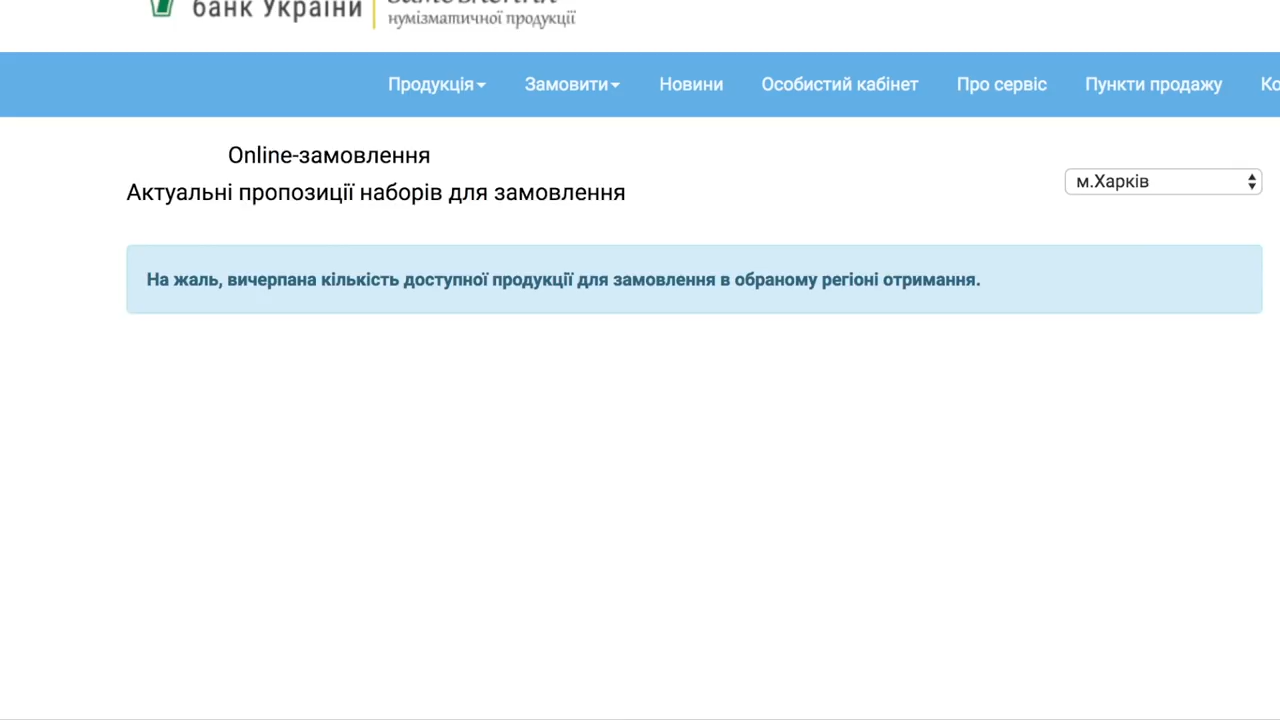 банк України
нумізматичної продукції
Продукція Замовити Новини Особистий кабінет Про сервіс Пункти продажу
Online-замовлення
Актуальні пропозиції наборів для замовлення
м.Харків
На жаль, вичерпана кількість доступної продукції для замовлення в обраному регіоні отримання.